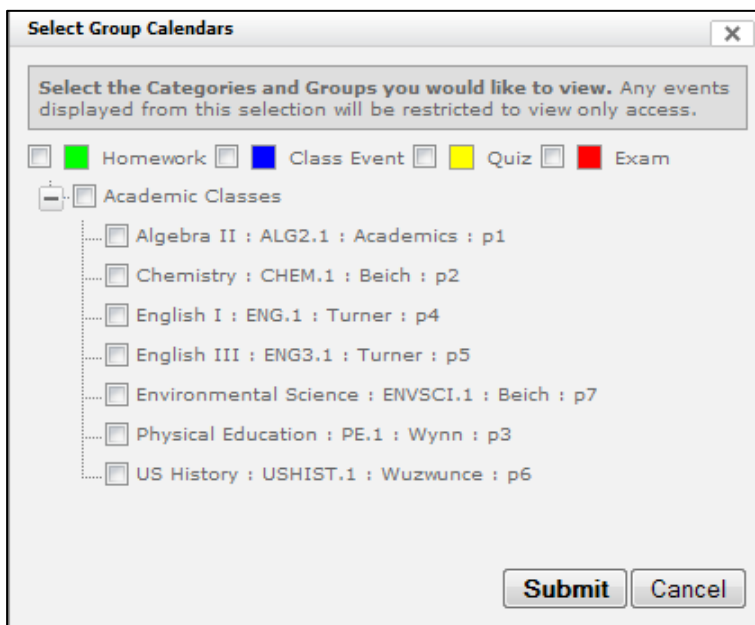 Select Group Calendars
Select the Categories and Groups you would like to view. Any events
displayed from this selection will be restricted to view only access.
Homework Class Event Quiz Exam
Academic Classes
Algebra II : ALG2.1 : Academics : p1
Chemistry : CHEM.1 : Beich : p2
English I : ENG.1 : Turner : p4
English III : ENG3.1 : Turner : p5
Environmental Science : ENVSCI.1 : Beich : p7
Physical Education : PE.1 : Wynn : p3
US History : USHIST.1 : Wuzwunce : p6
Submit Cancel